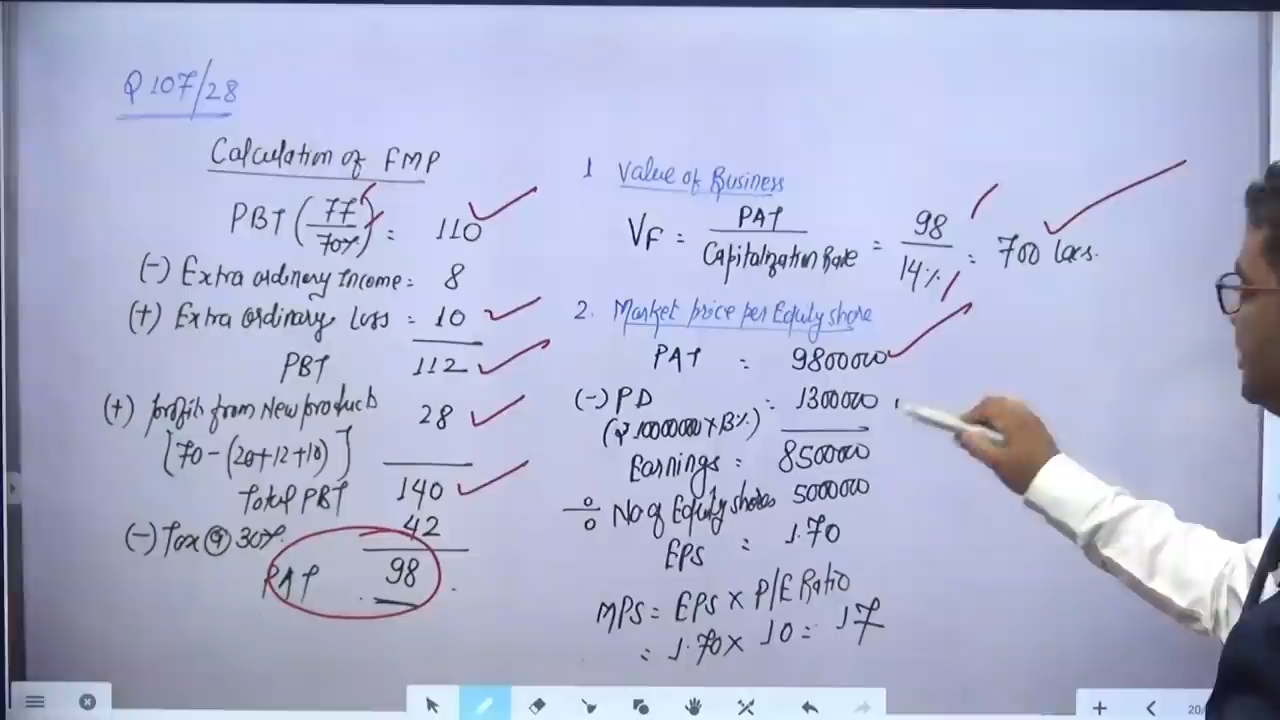 Q 107/28
Calculation of FMP
PBT (77/70%) = 110
(-) Extra ordinary Income = 8
(+) Extra ordinary Loss = 10
PBT 112
(+) profit from New product 28
[70 - (20+12+10)]
Total PBT 140
(-) Tax @ 30%. 42
PAT 98
1 Value of Business
VF = PAT / Capitalization Rate = 98 / 14% = 700 lacs.
2. Market price per Equity share
PAT = 9800000
(-) PD = 1300000
(₹ 10000000 x 13%)
Earnings = 8500000
÷ No of Equity shares 5000000
EPS = 1.70
MPS = EPS x P/E Ratio
= 1.70 x 10 = 17
20/